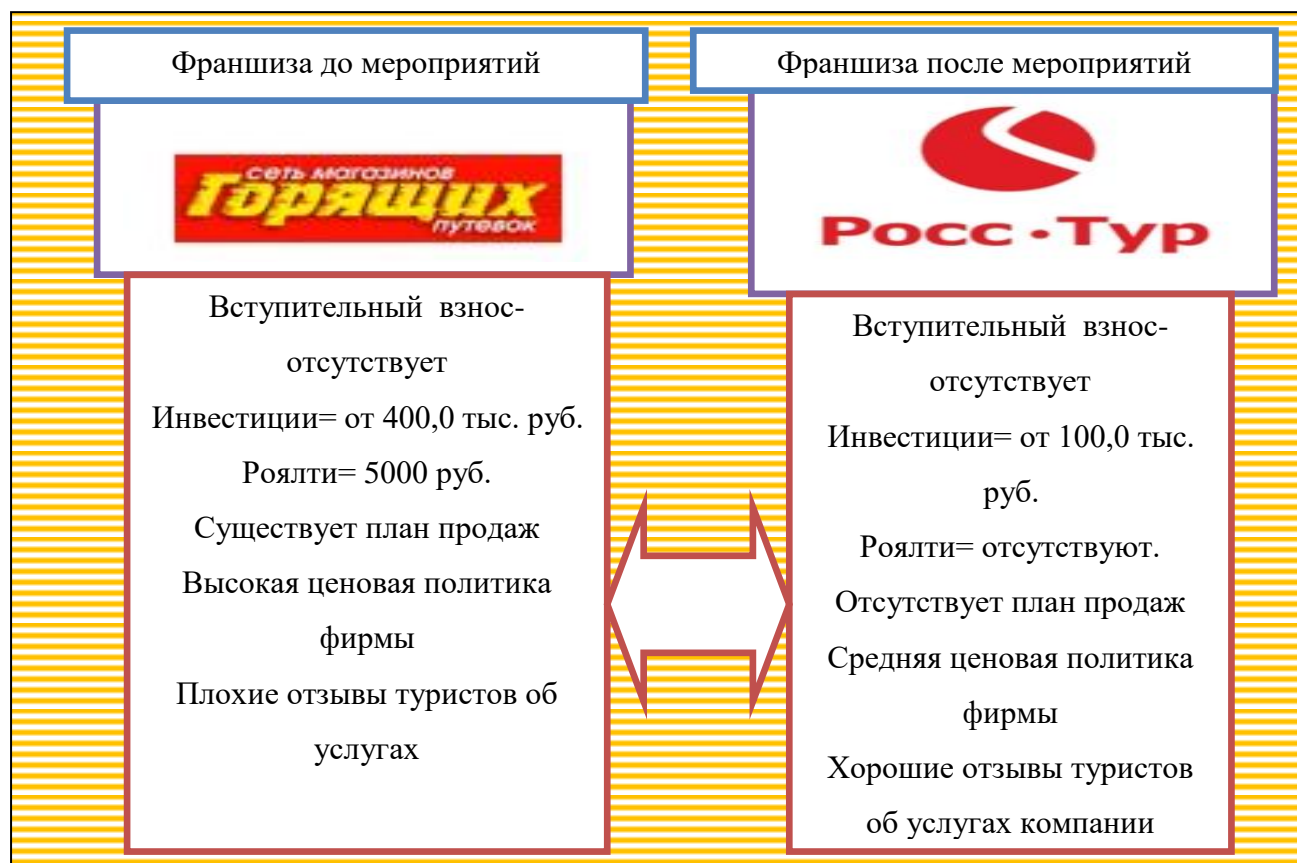 Франшиза до мероприятий
сеть магазинов
Горящих
путевок
Вступительный взнос-
отсутствует
Инвестиции= от 400,0 тыс. руб.
Роялти= 5000 руб.
Существует план продаж
Высокая ценовая политика
фирмы
Плохие отзывы туристов об
услугах
Франшиза после мероприятий
Росс•Тур
Вступительный взнос-
отсутствует
Инвестиции= от 100,0 тыс.
руб.
Роялти= отсутствуют.
Отсутствует план продаж
Средняя ценовая политика
фирмы
Хорошие отзывы туристов
об услугах компании